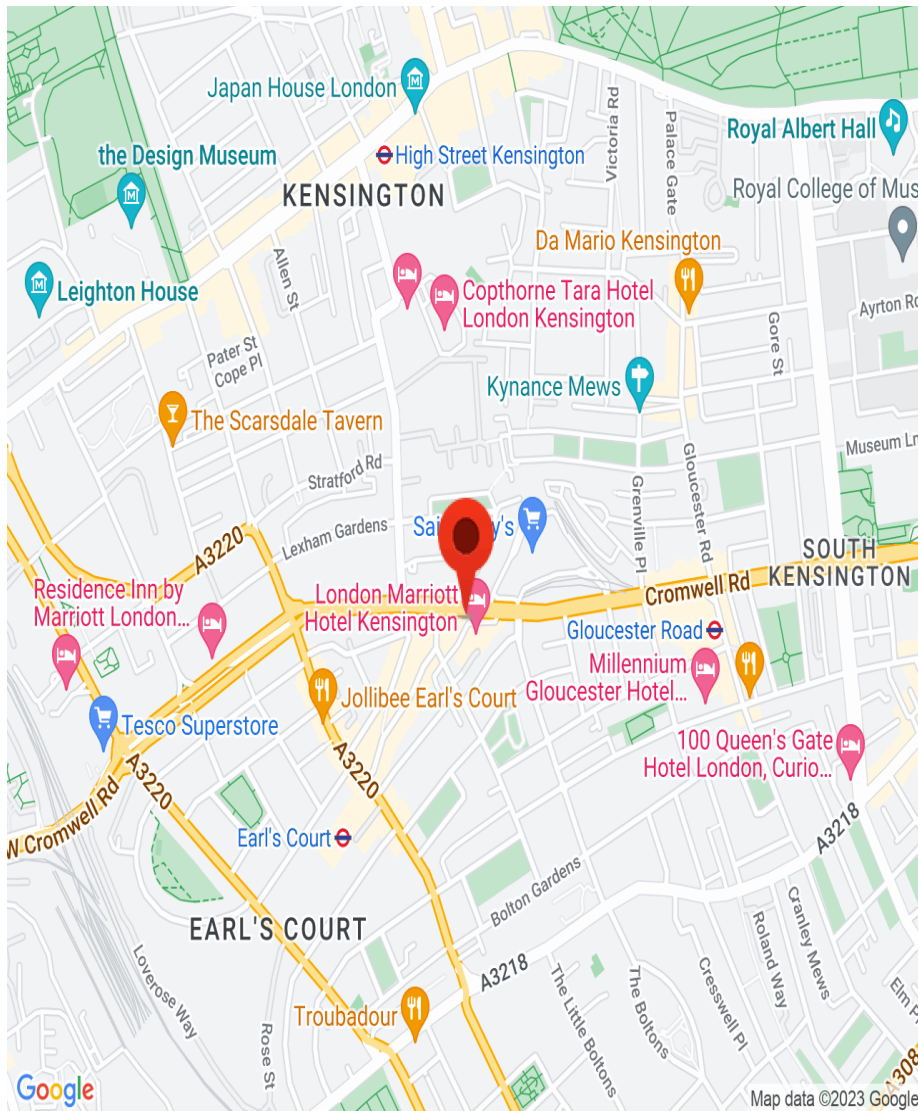 Japan House London
Victoria Rd
Palace Gate
Royal Albert Hall
the Design Museum
High Street Kensington
KENSINGTON
Royal College of Mus
Da Mario Kensington
Allen St
Leighton House
Copthorne Tara Hotel
London Kensington
Ayrton Rd
Gore St
Pater St
Cope Pl
Kynance Mews
The Scarsdale Tavern
Museum Ln
Gloucester Rd
Stratford Rd
Grenville Pl
Lexham Gardens
A3220
SOUTH
KENSINGTON
Cromwell Rd
Residence Inn by
Marriott London...
London Marriott
Hotel Kensington
Gloucester Road
Millennium
Gloucester Hotel...
Jollibee Earl's Court
Tesco Superstore
100 Queen's Gate
Hotel London, Curio...
A3220
A3220
W Cromwell Rd
Earl's Court
A3218
Bolton Gardens
EARL'S COURT
Cranley Mews
Roland Way
Cresswell Pl
The Boltons
The Little Boltons
A3218
Loverose Way
Rose St
Troubadour
Elm P
A308
Google
Map data ©2023 Google